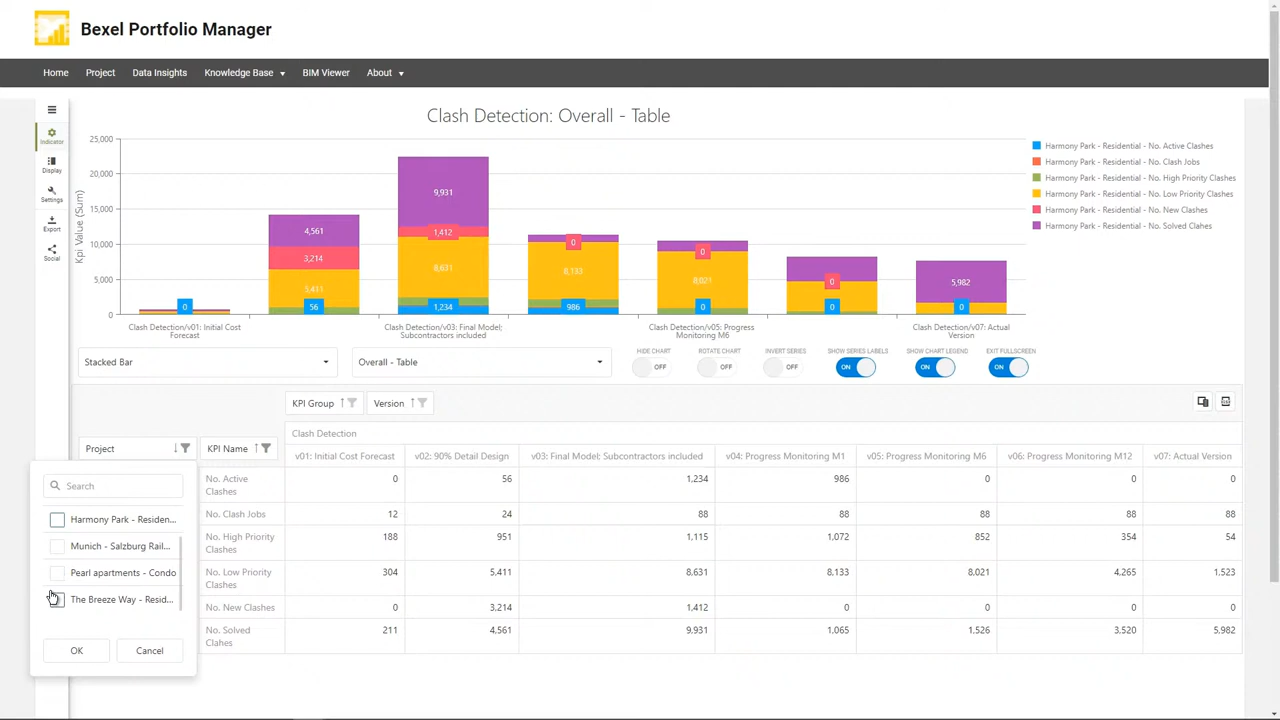 Bexel Portfolio Manager
Home Project Data Insights Knowledge Base BIM Viewer About
Indicator
Display
Settings
Export
Social
Clash Detection: Overall - Table
Kpi Value (Sum)
25,000
20,000
15,000
10,000
5,000
0
0
4,561
3,214
5,411
56
9,931
1,412
8,631
1,234
0
8,133
986
0
8,021
0
0
0
5,982
0
Clash Detection/v01: Initial Cost
Forecast
Clash Detection/v03: Final Model;
Subcontractors included
Clash Detection/v05: Progress
Monitoring M6
Clash Detection/v07: Actual
Version
Harmony Park - Residential - No. Active Clashes
Harmony Park - Residential - No. Clash Jobs
Harmony Park - Residential - No. High Priority Clashes
Harmony Park - Residential - No. Low Priority Clashes
Harmony Park - Residential - No. New Clashes
Harmony Park - Residential - No. Solved Clahes
Stacked Bar
Overall - Table
HIDE CHART ROTATE CHART INVERT SERIES SHOW SERIES LABELS SHOW CHART LEGEND EXIT FULLSCREEN
OFF OFF OFF ON ON ON
KPI Group Version
Clash Detection
Project KPI Name
v01: Initial Cost Forecast v02: 90% Detail Design v03: Final Model; Subcontractors included v04: Progress Monitoring M1 v05: Progress Monitoring M6 v06: Progress Monitoring M12 v07: Actual Version
No. Active
Clashes
0 56 1,234 986 0 0 0
No. Clash Jobs 12 24 88 88 88 88 88
No. High Priority
Clashes
188 951 1,115 1,072 852 354 54
No. Low Priority
Clashes
304 5,411 8,631 8,133 8,021 4,265 1,523
No. New Clashes 0 3,214 1,412 0 0 0 0
No. Solved
Clahes
211 4,561 9,931 1,065 1,526 3,520 5,982
Search
Harmony Park - Residen...
Munich - Salzburg Rail...
Pearl apartments - Condo
The Breeze Way - Resid...
OK Cancel